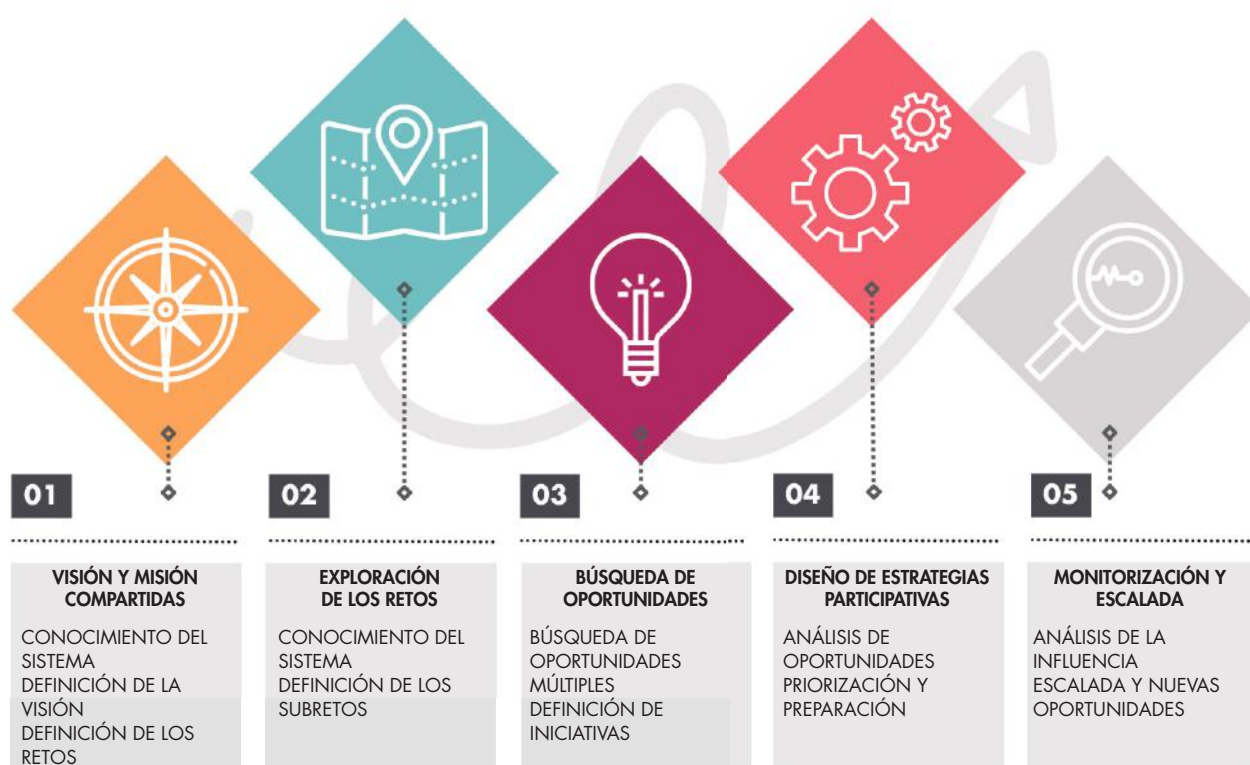 01
VISIÓN Y MISIÓN
COMPARTIDAS
CONOCIMIENTO DEL
SISTEMA
DEFINICIÓN DE LA
VISIÓN
DEFINICIÓN DE LOS
RETOS
02
EXPLORACIÓN
DE LOS RETOS
CONOCIMIENTO DEL
SISTEMA
DEFINICIÓN DE LOS
SUBRETOS
03
BÚSQUEDA DE
OPORTUNIDADES
BÚSQUEDA DE
OPORTUNIDADES
MÚLTIPLES
DEFINICIÓN DE
INICIATIVAS
04
DISEÑO DE ESTRATEGIAS
PARTICIPATIVAS
ANÁLISIS DE
OPORTUNIDADES
PRIORIZACIÓN Y
PREPARACIÓN
05
MONITORIZACIÓN Y
ESCALADA
ANÁLISIS DE LA
INFLUENCIA
ESCALADA Y NUEVAS
OPORTUNIDADES